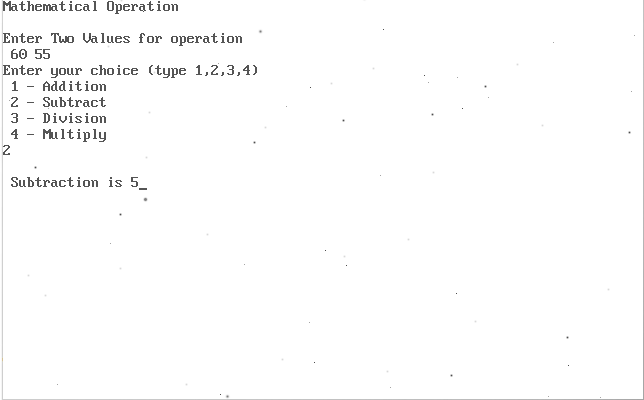 Mathematical Operation
Enter Two Values for operation
60 55
Enter your choice (type 1,2,3,4)
1 - Addition
2 - Subtract
3 - Division
4 - Multiply
2
Subtraction is 5_